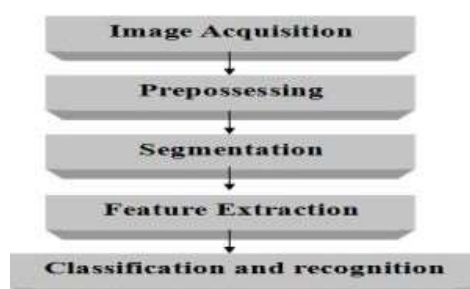 Image Acquisition
Prepossessing
Segmentation
Feature Extraction
Classification and recognition